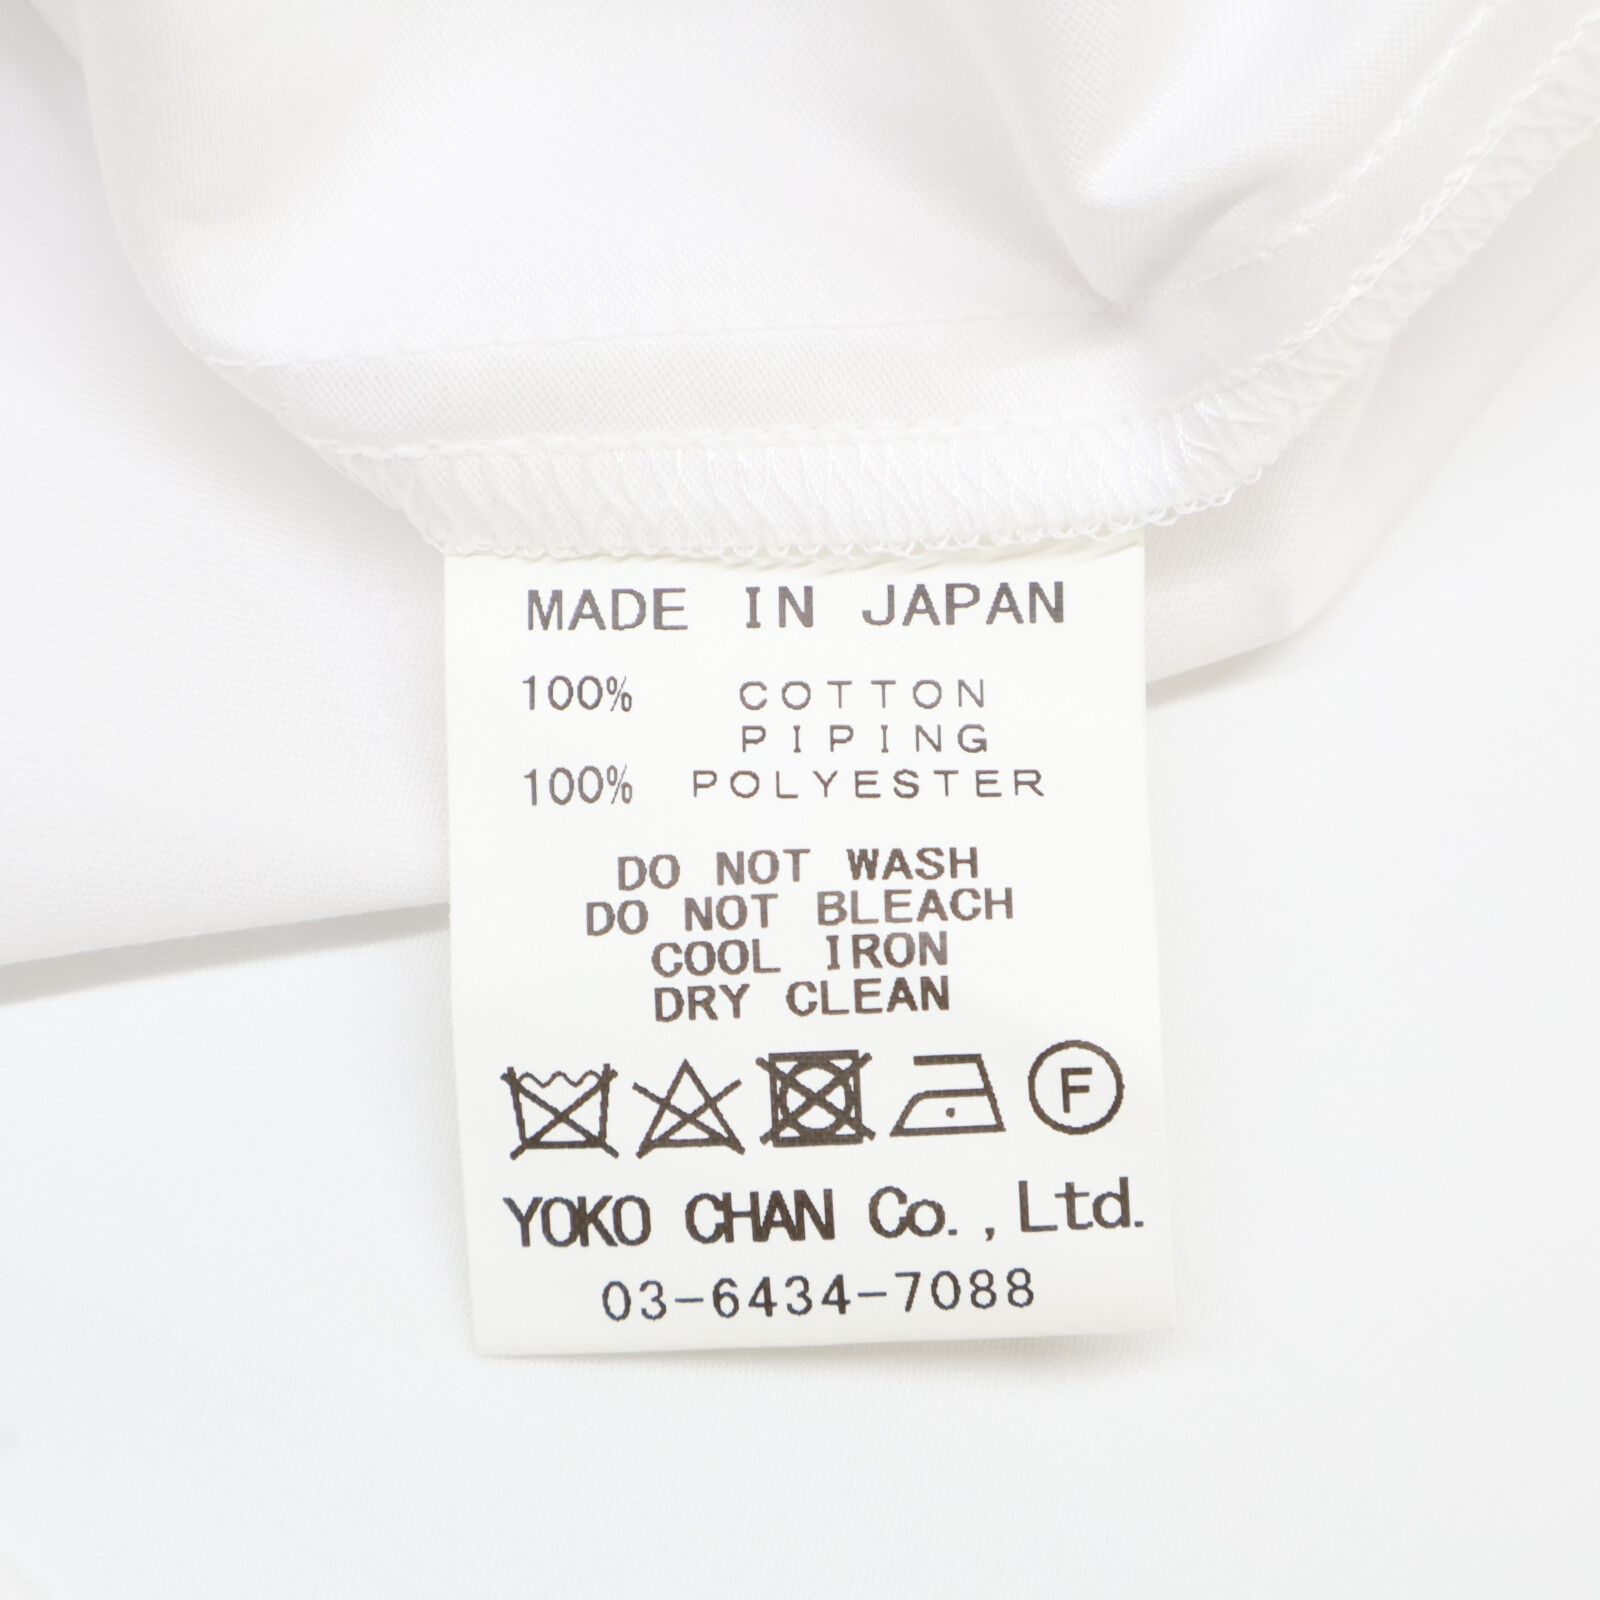 MADE IN JAPAN
100% COTTON
PIPING
100% POLYESTER
DO NOT WASH
DO NOT BLEACH
COOL IRON
DRY CLEAN
F
YOKO CHAN Co.,Ltd.
03-6434-7088